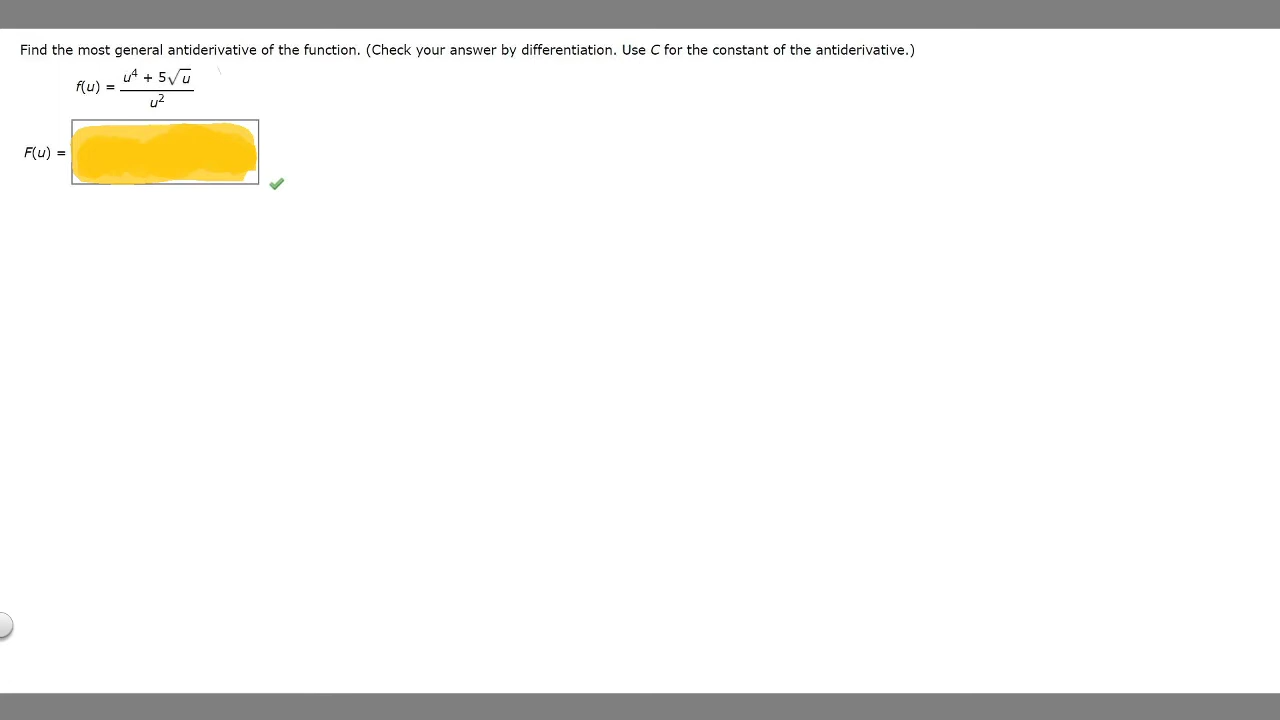 Find the most general antiderivative of the function. (Check your answer by differentiation. Use C for the constant of the antiderivative.)
f(u) = (u⁴ + 5√u) / u²
F(u) =